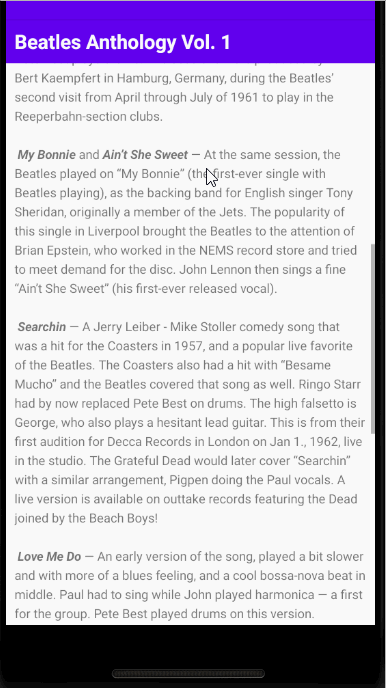 Beatles Anthology Vol. 1
Bert Kaempfert in Hamburg, Germany, during the Beatles’
second visit from April through July of 1961 to play in the
Reeperbahn-section clubs.
My Bonnie and Ain’t She Sweet — At the same session, the
Beatles played on “My Bonnie” (the first-ever single with
Beatles playing), as the backing band for English singer Tony
Sheridan, originally a member of the Jets. The popularity of
this single in Liverpool brought the Beatles to the attention of
Brian Epstein, who worked in the NEMS record store and tried
to meet demand for the disc. John Lennon then sings a fine
“Ain’t She Sweet” (his first-ever released vocal).
Searchin — A Jerry Leiber - Mike Stoller comedy song that
was a hit for the Coasters in 1957, and a popular live favorite
of the Beatles. The Coasters also had a hit with “Besame
Mucho” and the Beatles covered that song as well. Ringo Starr
had by now replaced Pete Best on drums. The high falsetto is
George, who also plays a hesitant lead guitar. This is from their
first audition for Decca Records in London on Jan 1., 1962, live
in the studio. The Grateful Dead would later cover “Searchin”
with a similar arrangement, Pigpen doing the Paul vocals. A
live version is available on outtake records featuring the Dead
joined by the Beach Boys!
Love Me Do — An early version of the song, played a bit slower
and with more of a blues feeling, and a cool bossa-nova beat in
middle. Paul had to sing while John played harmonica — a first
for the group. Pete Best played drums on this version.